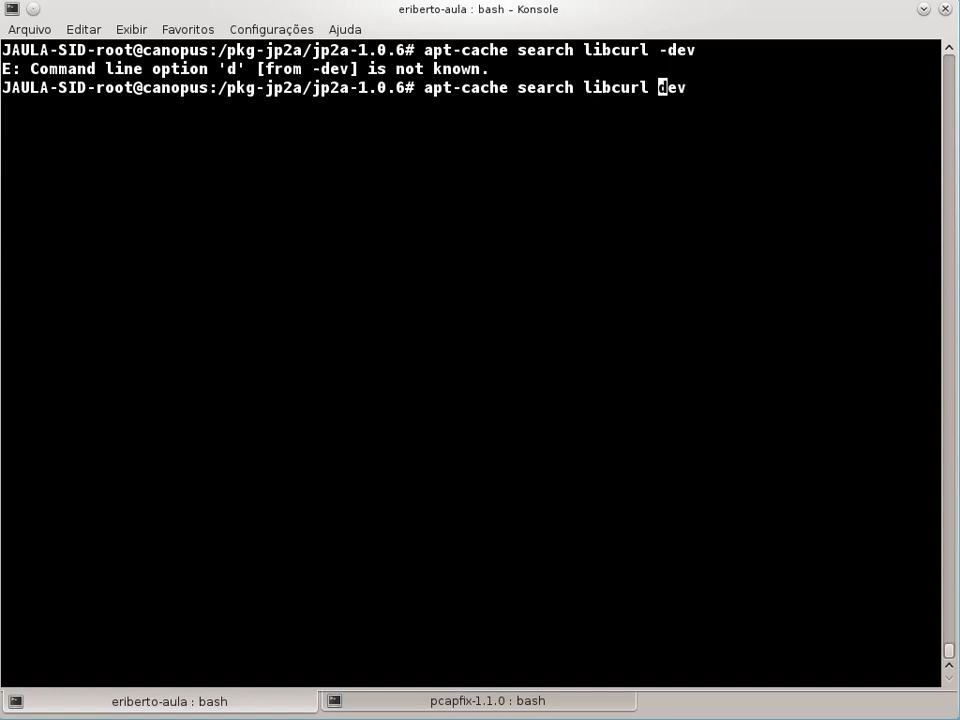 eriberto-aula : bash – Konsole
Arquivo Editar Exibir Favoritos Configurações Ajuda
JAULA-SID-root@canopus:/pkg-jp2a/jp2a-1.0.6# apt-cache search libcurl -dev
E: Command line option 'd' [from -dev] is not known.
JAULA-SID-root@canopus:/pkg-jp2a/jp2a-1.0.6# apt-cache search libcurl dev
eriberto-aula : bash pcapfix-1.1.0 : bash